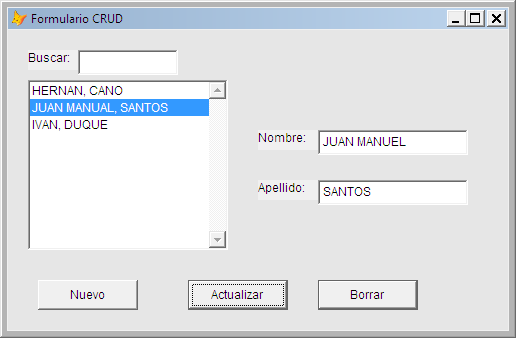 Formulario CRUD
Buscar:
HERNAN, CANO
JUAN MANUAL, SANTOS
IVAN, DUQUE
Nombre: JUAN MANUEL
Apellido: SANTOS
Nuevo Actualizar Borrar